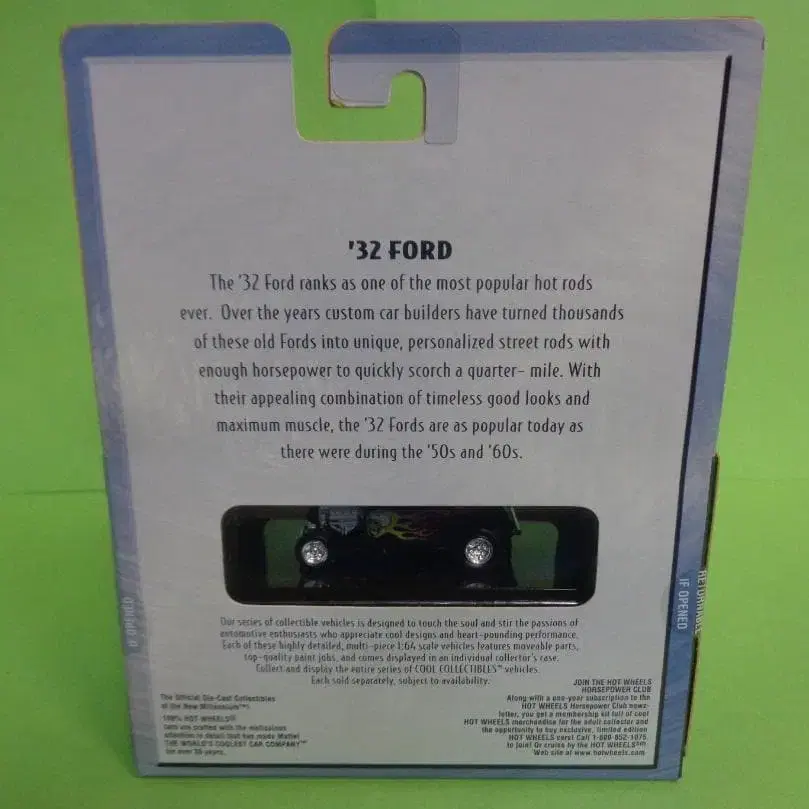 '32 FORD
The '32 Ford ranks as one of the most popular hot rods
ever. Over the years custom car builders have turned thousands
of these old Fords into unique, personalized street rods with
enough horsepower to quickly scorch a quarter- mile. With
their appealing combination of timeless good looks and
maximum muscle, the '32 Fords are as popular today as
there were during the '50s and '60s.
Our series of collectible vehicles is designed to touch the soul and stir the passions of
automotive enthusiasts who appreciate cool designs and heart-pounding performance.
Each of these highly detailed, multi-piece 1:64 scale vehicles features moveable parts,
top-quality paint jobs, and comes displayed in an individual collector's case.
Collect and display the entire series of COOL COLLECTIBLES™ vehicles.
Each sold separately, subject to availability.
The Official Die-Cast Collectibles
of the New Millennium™!
100% HOT WHEELS®
cars are crafted with the meticulous
attention to detail that has made Mattel
THE WORLD'S COOLEST CAR COMPANY™
for over 30 years.
JOIN THE HOT WHEELS
HORSEPOWER CLUB
Along with a one-year subscription to the
HOT WHEELS Horsepower Club news-
letter, you get a membership kit full of cool
HOT WHEELS merchandise for the adult collector and
the opportunity to buy exclusive, limited edition
HOT WHEELS cars! Call 1-800-852-1075
to join! Or cruise by the HOT WHEELS℠
Web site at www.hotwheels.com.
IF OPENED
IF OPENED
RETURNABLE